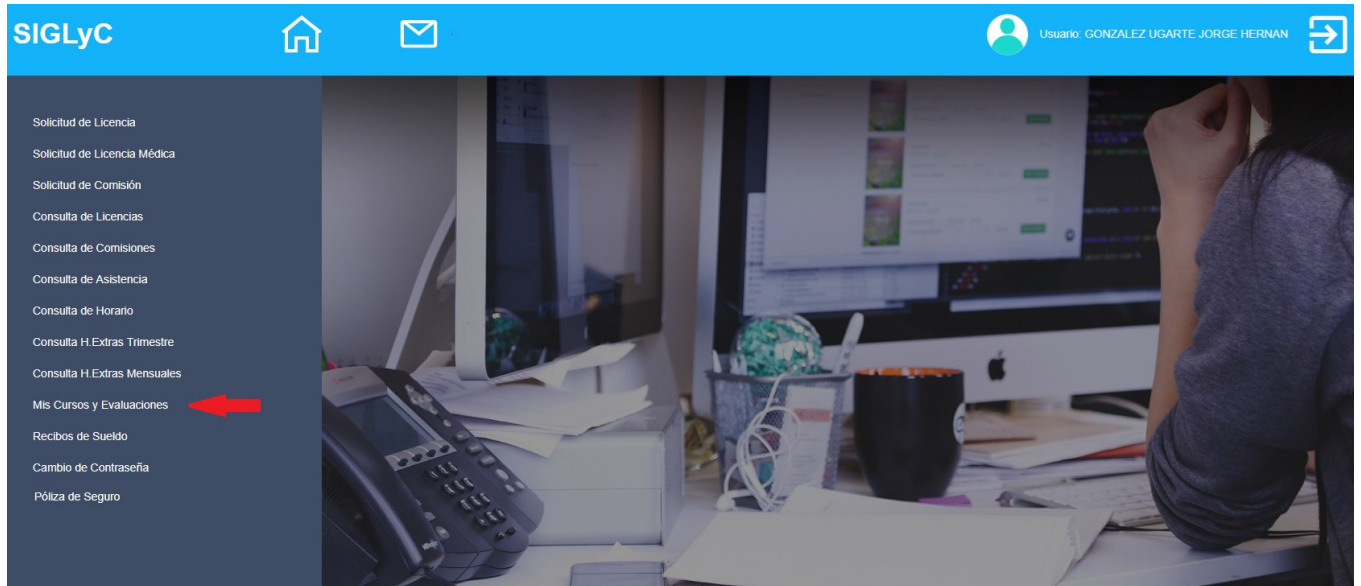 SIGLyC
Usuario: GONZALEZ UGARTE JORGE HERNAN
Solicitud de Licencia
Solicitud de Licencia Médica
Solicitud de Comisión
Consulta de Licencias
Consulta de Comisiones
Consulta de Asistencia
Consulta de Horario
Consulta H.Extras Trimestre
Consulta H.Extras Mensuales
Mis Cursos y Evaluaciones
Recibos de Sueldo
Cambio de Contraseña
Póliza de Seguro